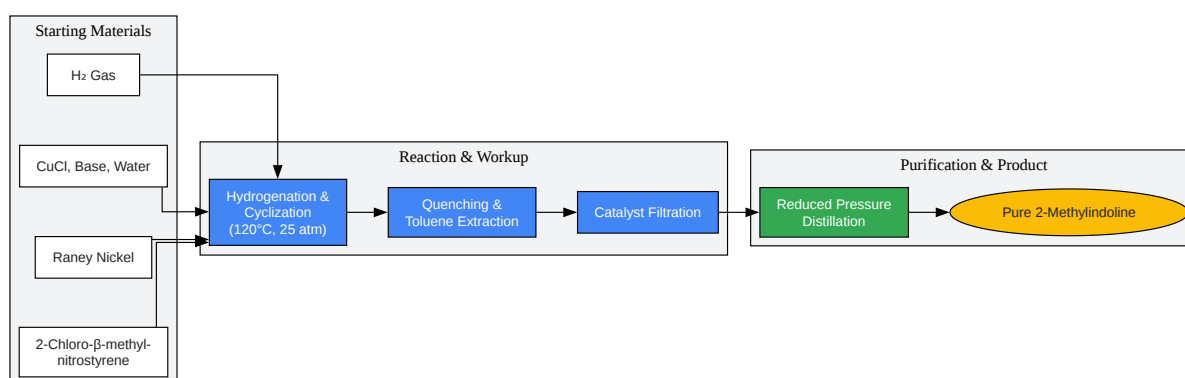 Starting Materials
H₂ Gas
CuCl, Base, Water
Raney Nickel
2-Chloro-β-methyl-
nitrostyrene
Reaction & Workup
Hydrogenation &
Cyclization
(120°C, 25 atm)
Quenching &
Toluene Extraction
Catalyst Filtration
Purification & Product
Reduced Pressure
Distillation
Pure 2-Methylindoline